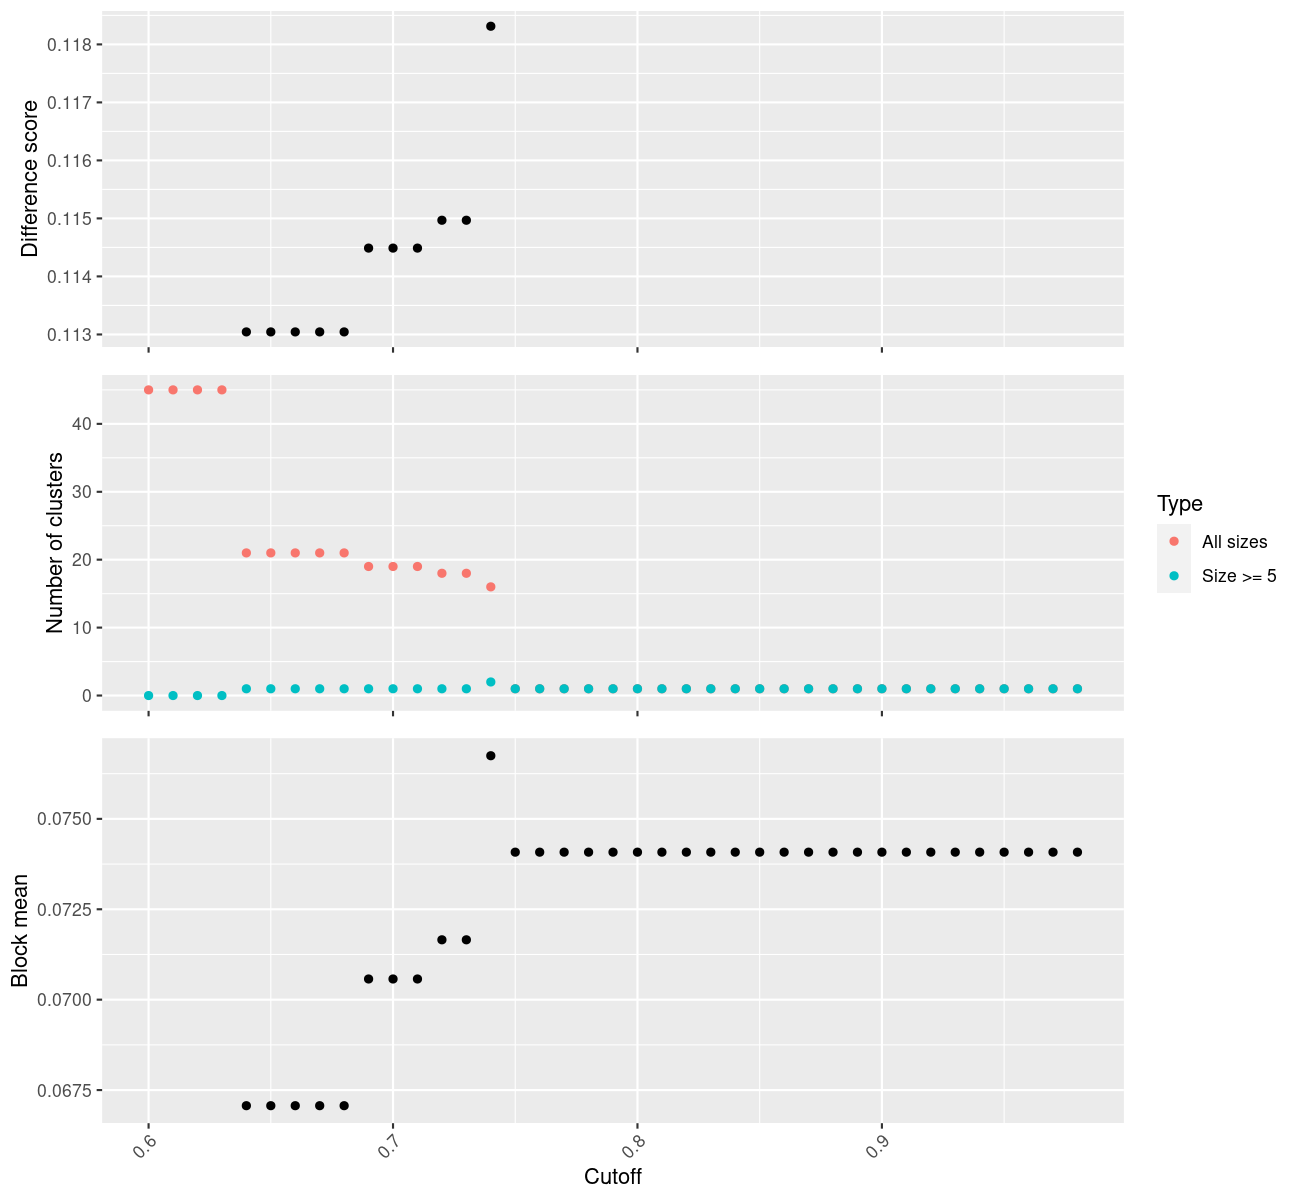 Difference score
0.118
0.117
0.116
0.115
0.114
0.113
Number of clusters
40
30
20
10
0
Type
All sizes
Size >= 5
Block mean
0.0750
0.0725
0.0700
0.0675
0.6 0.7 0.8 0.9
Cutoff